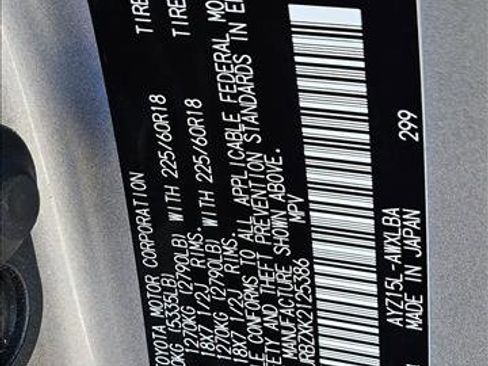 TOYOTA MOTOR CORPORATION
(5335LB)
1270KG (2790LB) WITH 225/60R18 TIRE
18X7 1/2J RIMS.
1270KG (2790LB) WITH 225/60R18 TIRE
18X7 1/2J RIMS.
CONFORMS TO ALL APPLICABLE FEDERAL MO
AND THEFT PREVENTION STANDARDS IN E
MANUFACTURE SHOWN ABOVE.
MPV
AYZ15L-AWXLBA 299
MADE IN JAPAN